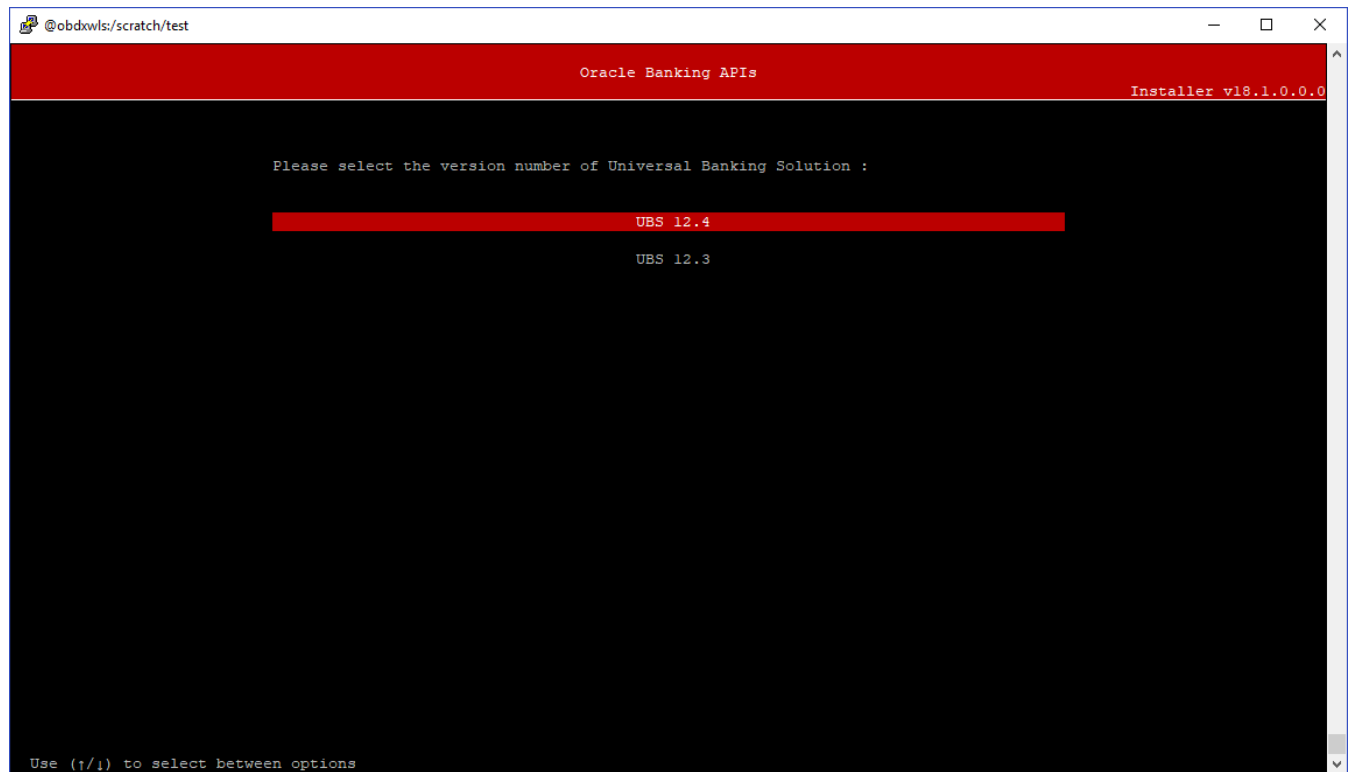 @obdxwls:/scratch/test
Oracle Banking APIs
Installer v18.1.0.0.0
Please select the version number of Universal Banking Solution :
UBS 12.4
UBS 12.3
Use (↑/↓) to select between options